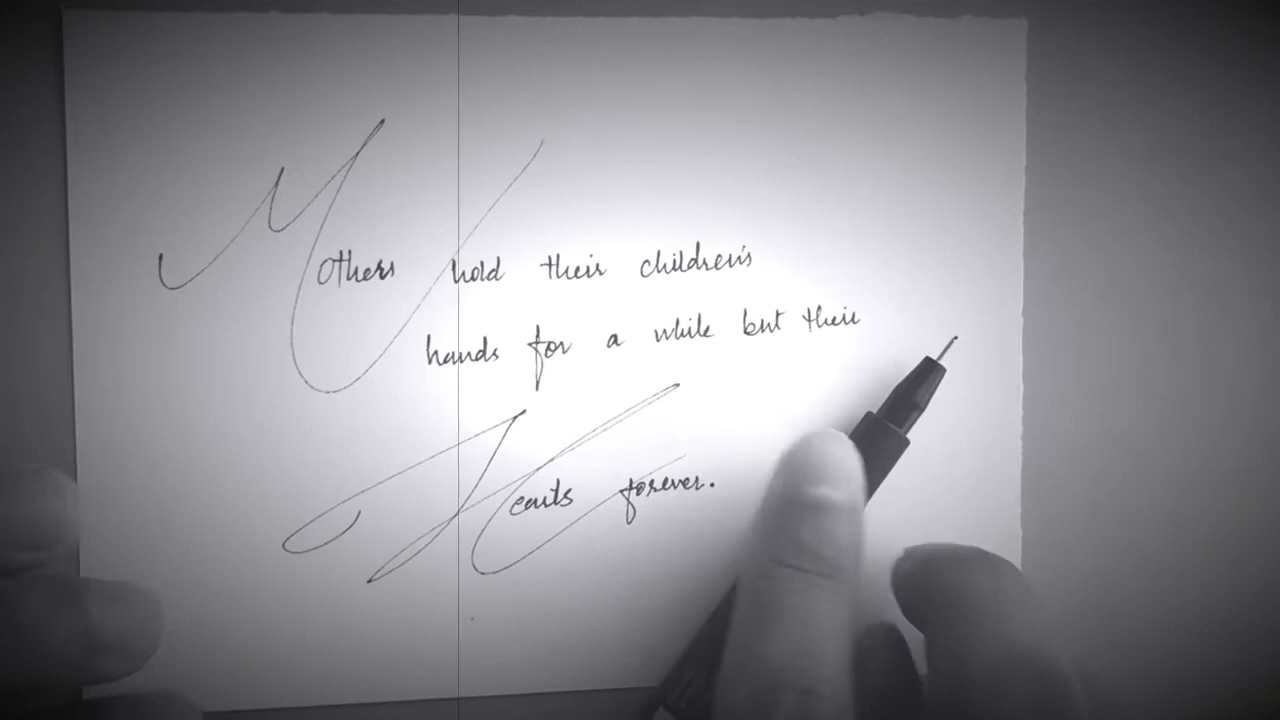 Mothers hold their children's
hands for a while but their
Hearts forever.